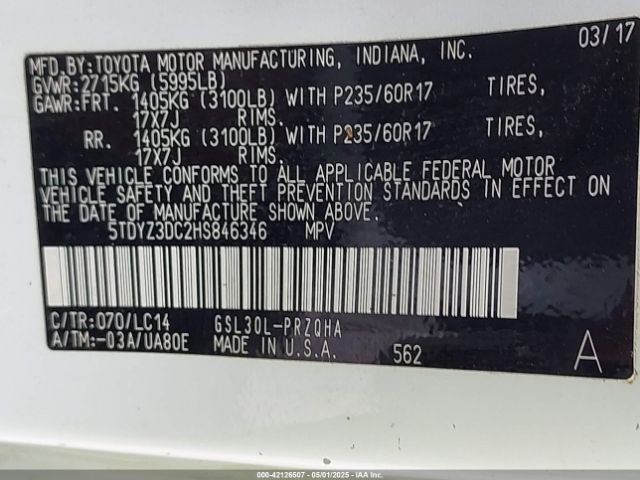 MFD.BY:TOYOTA MOTOR MANUFACTURING, INDIANA, INC. 03/17
GVWR:2715KG (5995LB)
GAWR:FRT. 1405KG (3100LB) WITH P235/60R17 TIRES,
17X7J RIMS.
RR. 1405KG (3100LB) WITH P235/60R17 TIRES,
17X7J RIMS.
THIS VEHICLE CONFORMS TO ALL APPLICABLE FEDERAL MOTOR
VEHICLE SAFETY AND THEFT PREVENTION STANDARDS IN EFFECT ON
THE DATE OF MANUFACTURE SHOWN ABOVE.
5TDYZ3DC2HS846346 MPV
C/TR:070/LC14 GSL30L-PRZQHA
A/TM:-03A/UA80E MADE IN U.S.A. 562 A
000-42126507 - 05/01/2025 - IAA Inc.